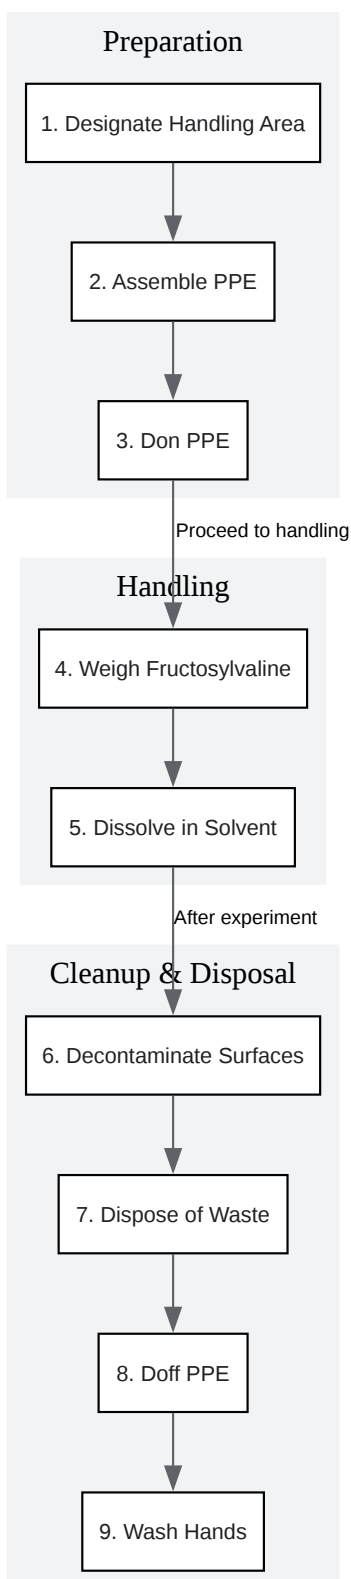 Preparation
1. Designate Handling Area
2. Assemble PPE
3. Don PPE
Proceed to handling
Handling
4. Weigh Fructosylvaline
5. Dissolve in Solvent
After experiment
Cleanup & Disposal
6. Decontaminate Surfaces
7. Dispose of Waste
8. Doff PPE
9. Wash Hands